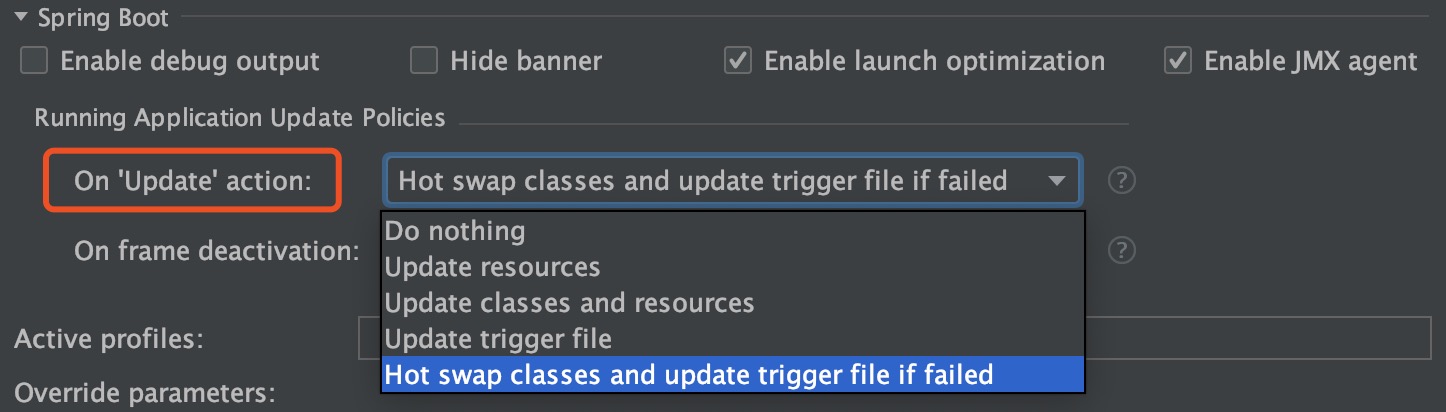 Spring Boot
Enable debug output Hide banner Enable launch optimization Enable JMX agent
Running Application Update Policies
On 'Update' action: Hot swap classes and update trigger file if failed ?
Do nothing
On frame deactivation: ?
Update resources
Update classes and resources
Active profiles: Update trigger file
Hot swap classes and update trigger file if failed
Override parameters: